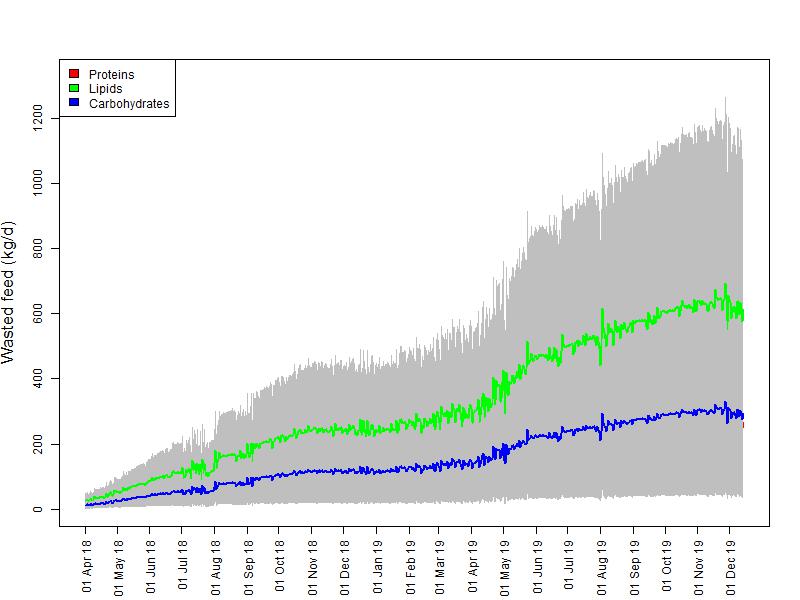 Proteins
Lipids
Carbohydrates
Wasted feed (kg/d)
1200
1000
800
600
400
200
0
01 Apr 18
01 May 18
01 Jun 18
01 Jul 18
01 Aug 18
01 Sep 18
01 Oct 18
01 Nov 18
01 Dec 18
01 Jan 19
01 Feb 19
01 Mar 19
01 Apr 19
01 May 19
01 Jun 19
01 Jul 19
01 Aug 19
01 Sep 19
01 Oct 19
01 Nov 19
01 Dec 19